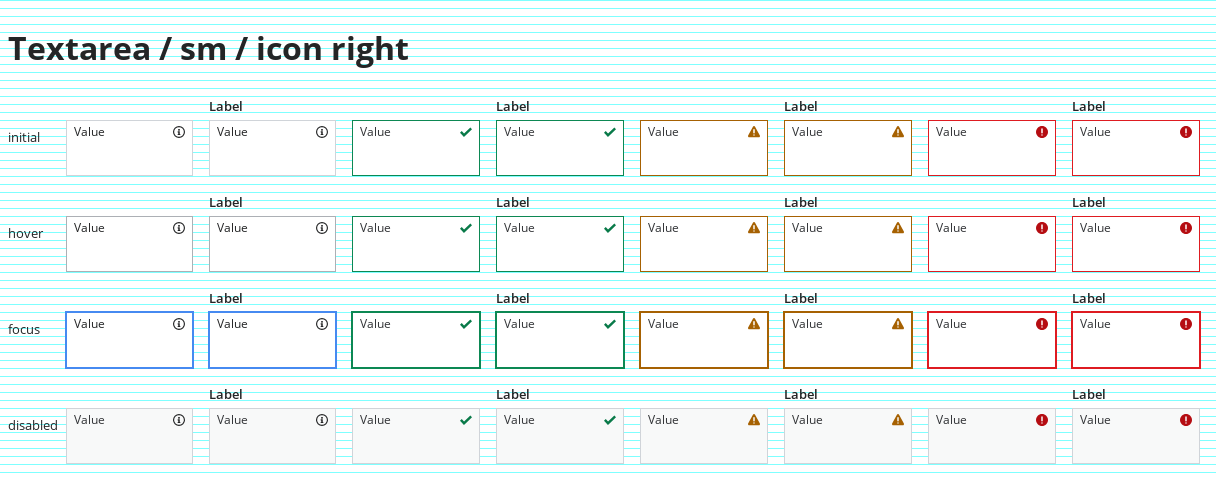 Textarea / sm / icon right
Label Label Label Label
initial Value Value Value Value Value Value Value Value
Label Label Label Label
hover Value Value Value Value Value Value Value Value
Label Label Label Label
focus Value Value Value Value Value Value Value Value
Label Label Label Label
disabled Value Value Value Value Value Value Value Value